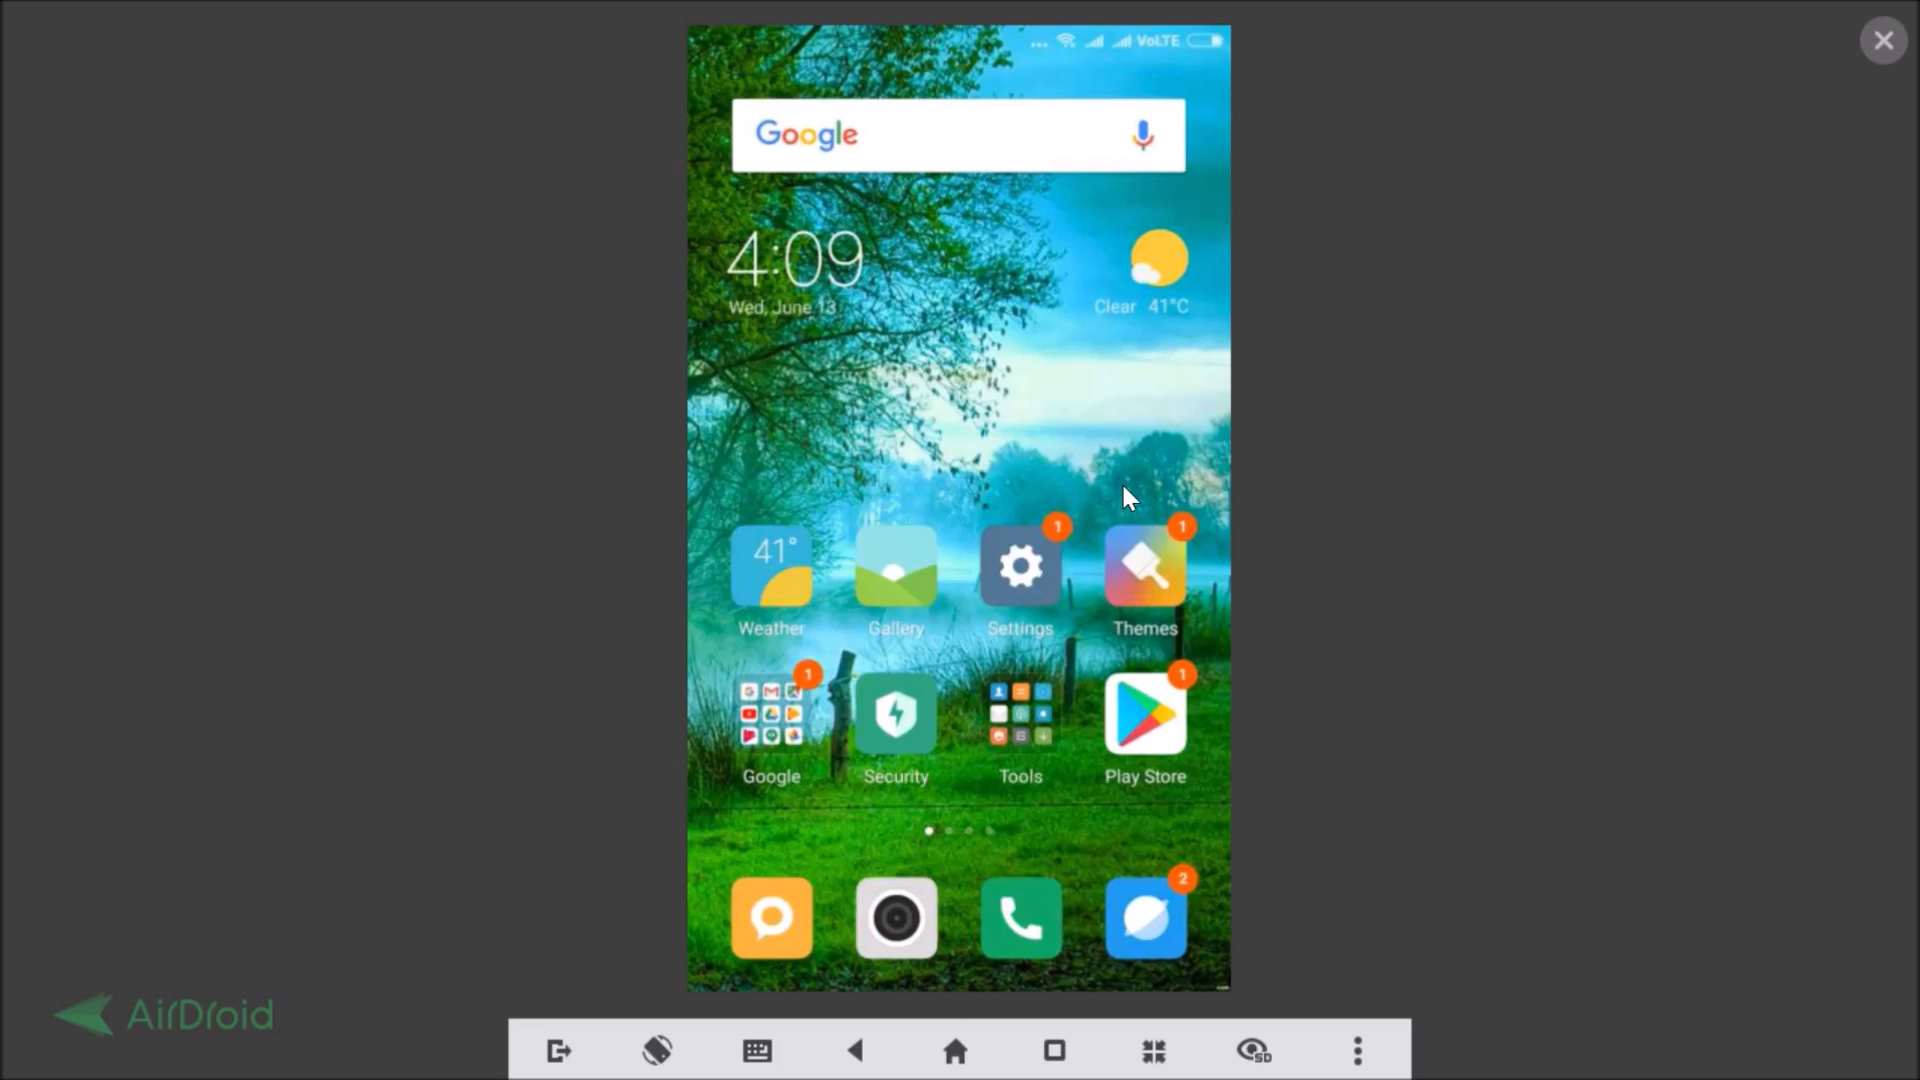 VoLTE
Google
4:09
Wed, June 13
Clear 41°C
1
1
41°
Weather
Gallery
Settings
Themes
1
1
Google
Security
Tools
Play Store
2
AirDroid
SD